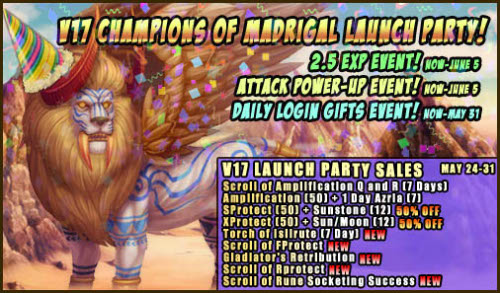 V17 CHAMPIONS OF MADRIGAL LAUNCH PARTY!
2.5 EXP EVENT! NOW-JUNE 5
ATTACK POWER-UP EVENT! NOW-JUNE 5
DAILY LOGIN GIFTS EVENT! NOW-MAY 31
V17 LAUNCH PARTY SALES MAY 24-31
Scroll of Amplification Q and R (7 Days)
Amplification (50) + 1 Day Azria (7)
SProtect (50) + Sunstone (12) 50% OFF
XProtect (50) + Sun/Moon (12) 50% OFF
Torch of Isilrute (7 Day) NEW
Scroll of FProtect NEW
Gladiator's Retribution NEW
Scroll of Rprotect NEW
Scroll of Rune Socketing Success NEW